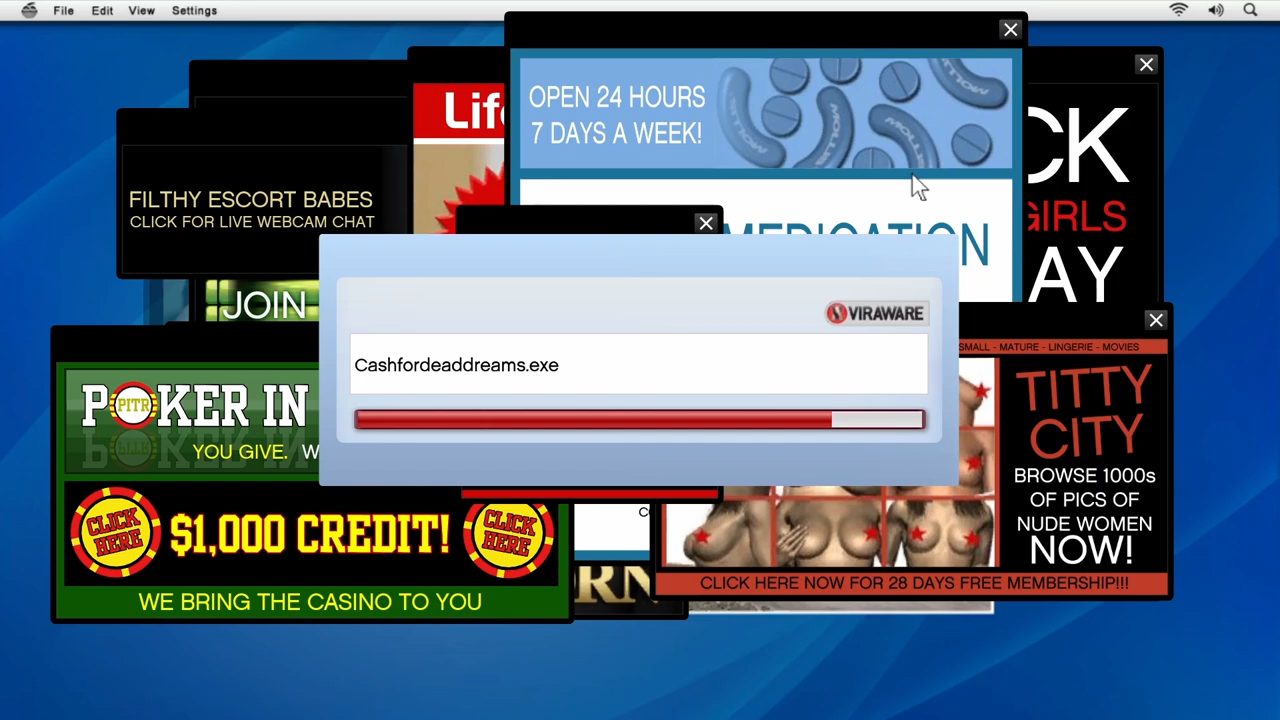 File Edit View Settings
OPEN 24 HOURS
7 DAYS A WEEK!
MEDICATION
FILTHY ESCORT BABES
CLICK FOR LIVE WEBCAM CHAT
JOIN
CK
GIRLS
AY
VIRAWARE
Cashfordeaddreams.exe
POKER IN
PITR
YOU GIVE. W
CLICK HERE
$1,000 CREDIT!
CLICK HERE
WE BRING THE CASINO TO YOU
RN
SMALL - MATURE - LINGERIE - MOVIES
TITTY
CITY
BROWSE 1000s
OF PICS OF
NUDE WOMEN
NOW!
CLICK HERE NOW FOR 28 DAYS FREE MEMBERSHIP!!!